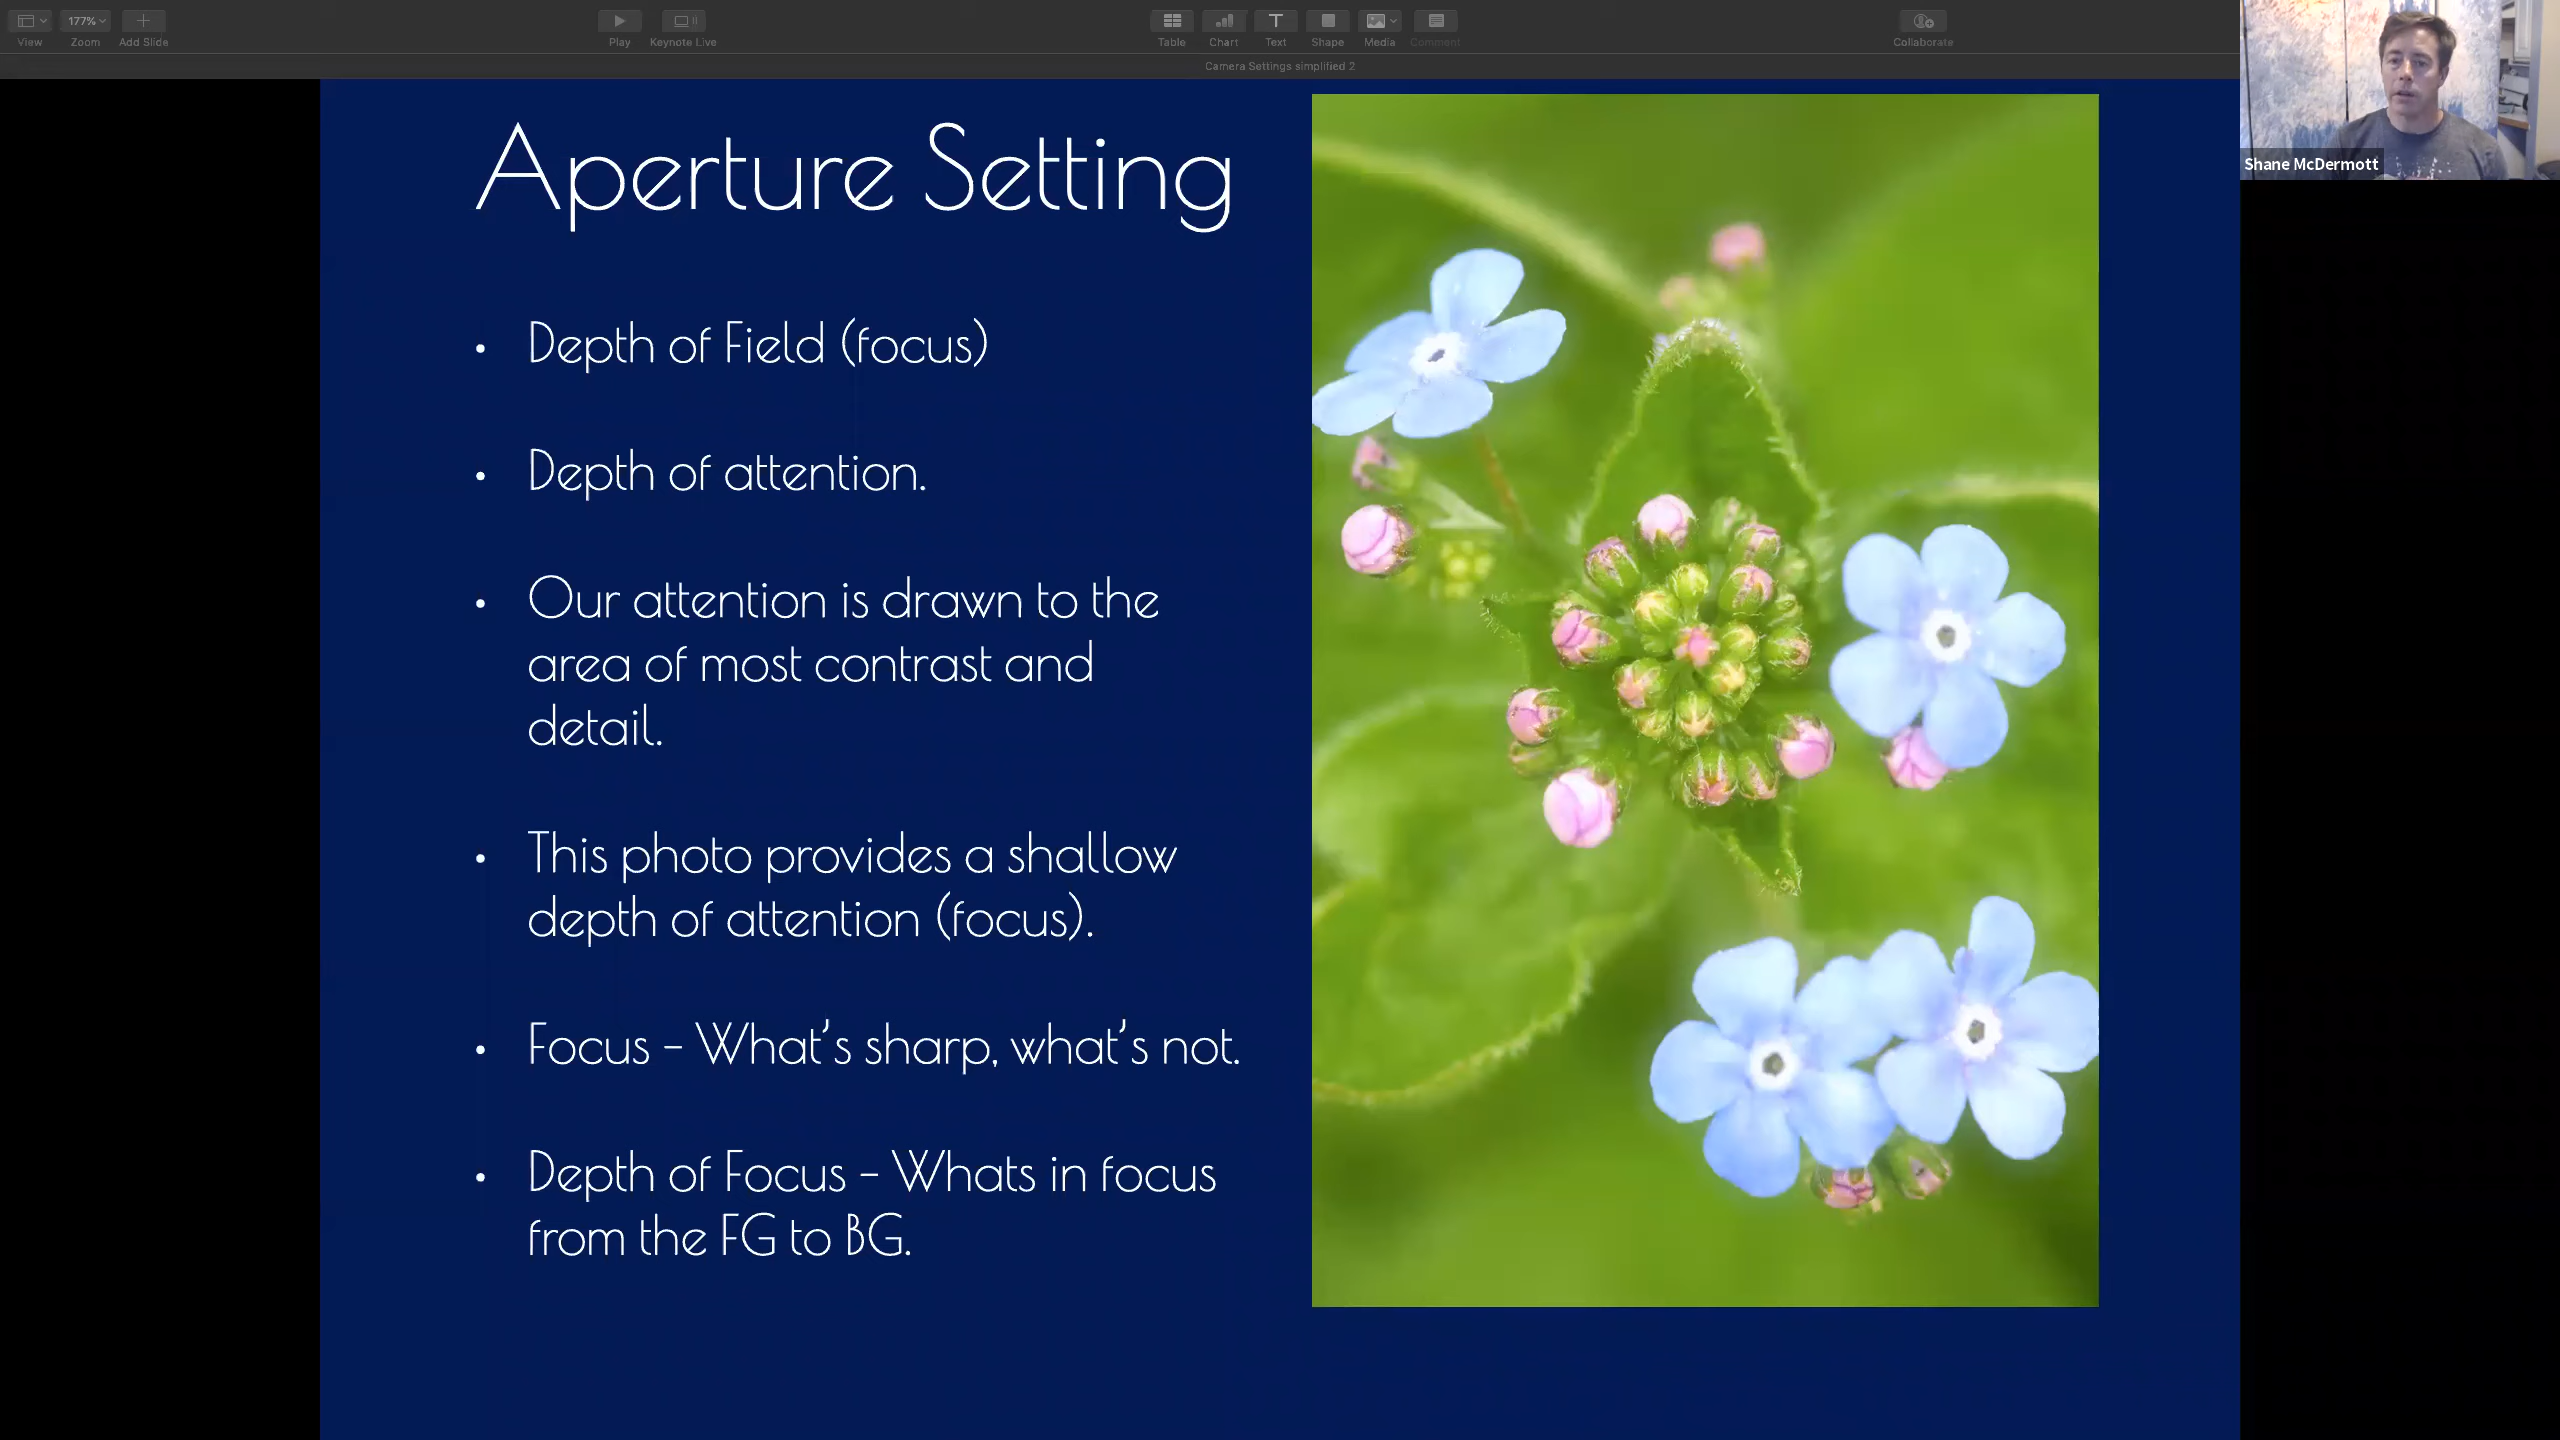 177%
View
Zoom
Add Slide
Play
Keynote Live
Table
Chart
Text
Shape
Media
Comment
Collaborate
Camera Settings simplified 2
Shane McDermott
Aperture Setting
• Depth of Field (focus)
• Depth of attention.
• Our attention is drawn to the
area of most contrast and
detail.
• This photo provides a shallow
depth of attention (focus).
• Focus – What's sharp, what's not.
• Depth of Focus – Whats in focus
from the FG to BG.